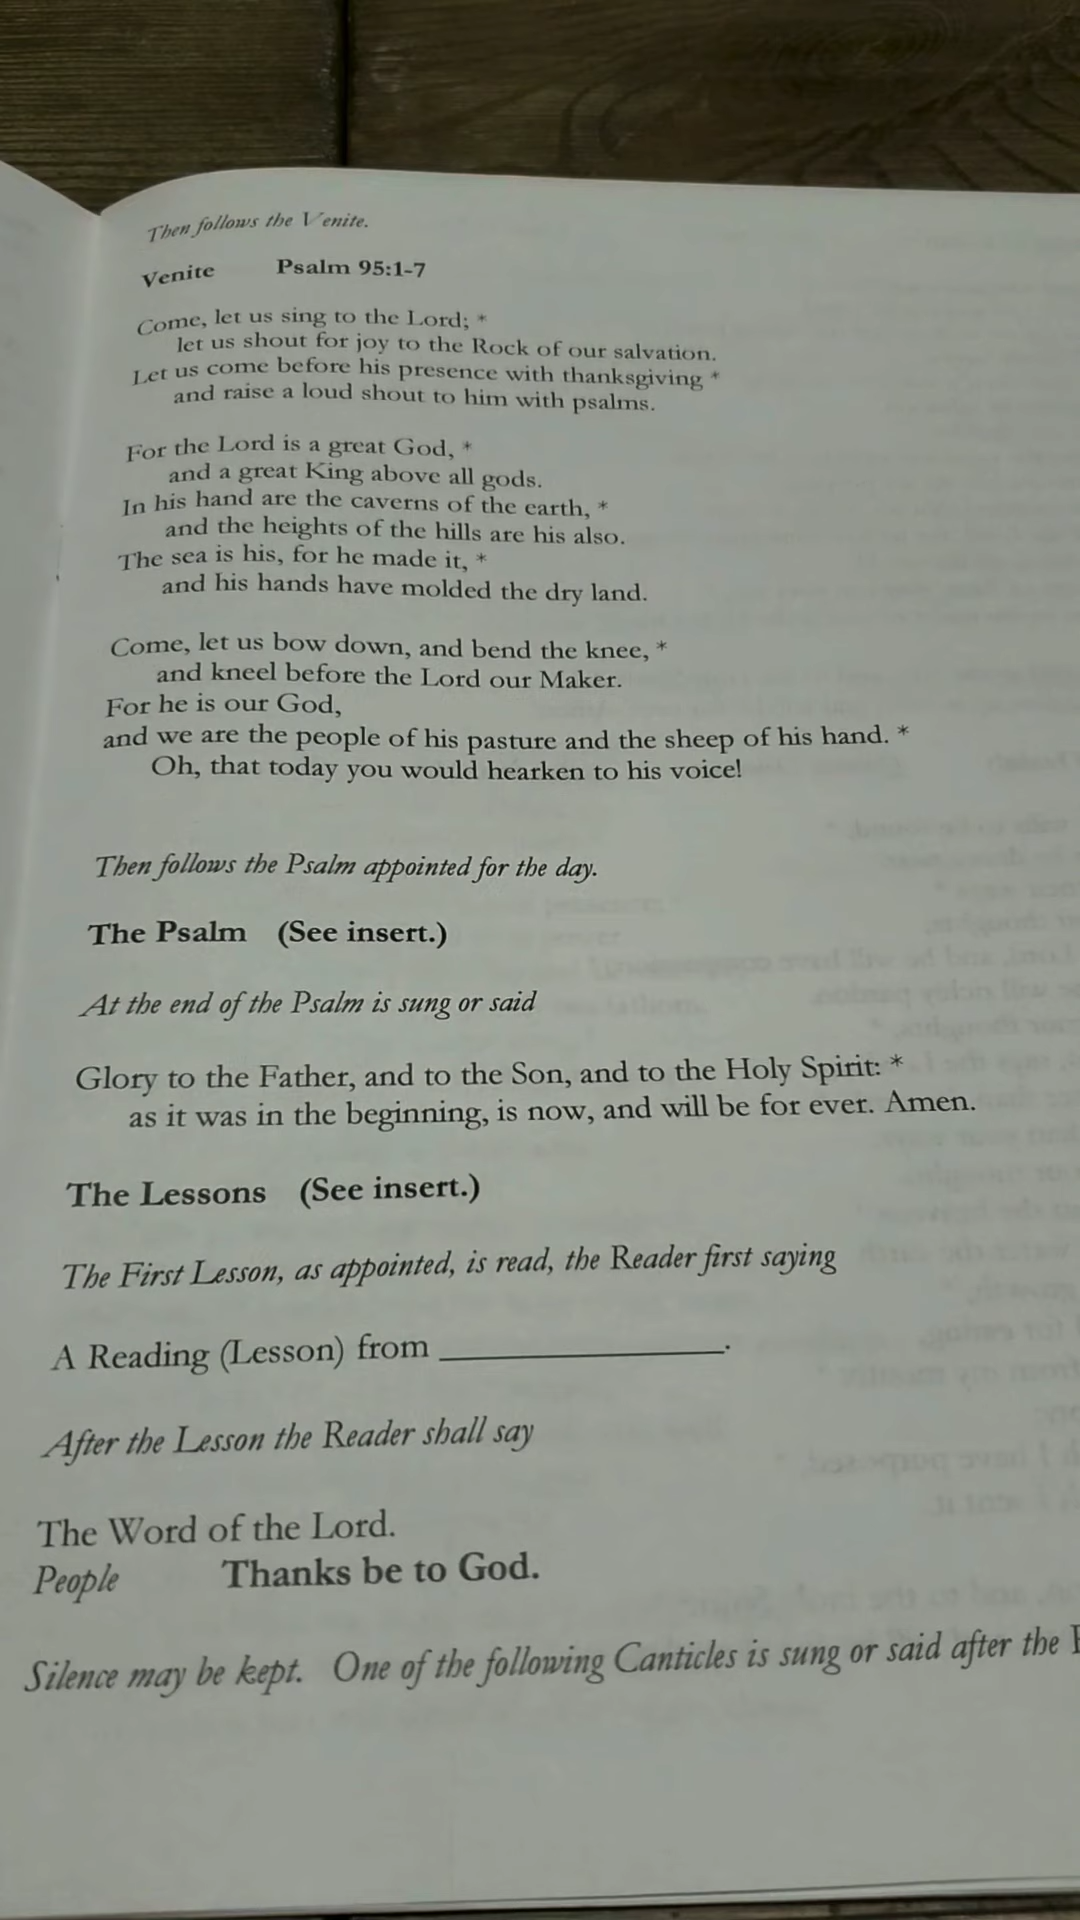 Then follows the Venite.
Venite Psalm 95:1-7
Come, let us sing to the Lord; *
let us shout for joy to the Rock of our salvation.
Let us come before his presence with thanksgiving *
and raise a loud shout to him with psalms.
For the Lord is a great God, *
and a great King above all gods.
In his hand are the caverns of the earth, *
and the heights of the hills are his also.
The sea is his, for he made it, *
and his hands have molded the dry land.
Come, let us bow down, and bend the knee, *
and kneel before the Lord our Maker.
For he is our God,
and we are the people of his pasture and the sheep of his hand. *
Oh, that today you would hearken to his voice!
Then follows the Psalm appointed for the day.
The Psalm (See insert.)
At the end of the Psalm is sung or said
Glory to the Father, and to the Son, and to the Holy Spirit: *
as it was in the beginning, is now, and will be for ever. Amen.
The Lessons (See insert.)
The First Lesson, as appointed, is read, the Reader first saying
A Reading (Lesson) from ____________________.
After the Lesson the Reader shall say
The Word of the Lord.
People Thanks be to God.
Silence may be kept. One of the following Canticles is sung or said after the